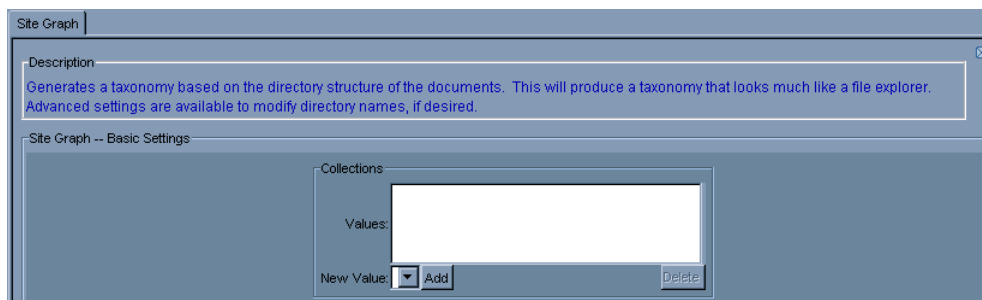 Site Graph
Description
Generates a taxonomy based on the directory structure of the documents.  This will produce a taxonomy that looks much like a file explorer.
Advanced settings are available to modify directory names, if desired.
Site Graph -- Basic Settings
Collections
Values:
New Value: Add Delete